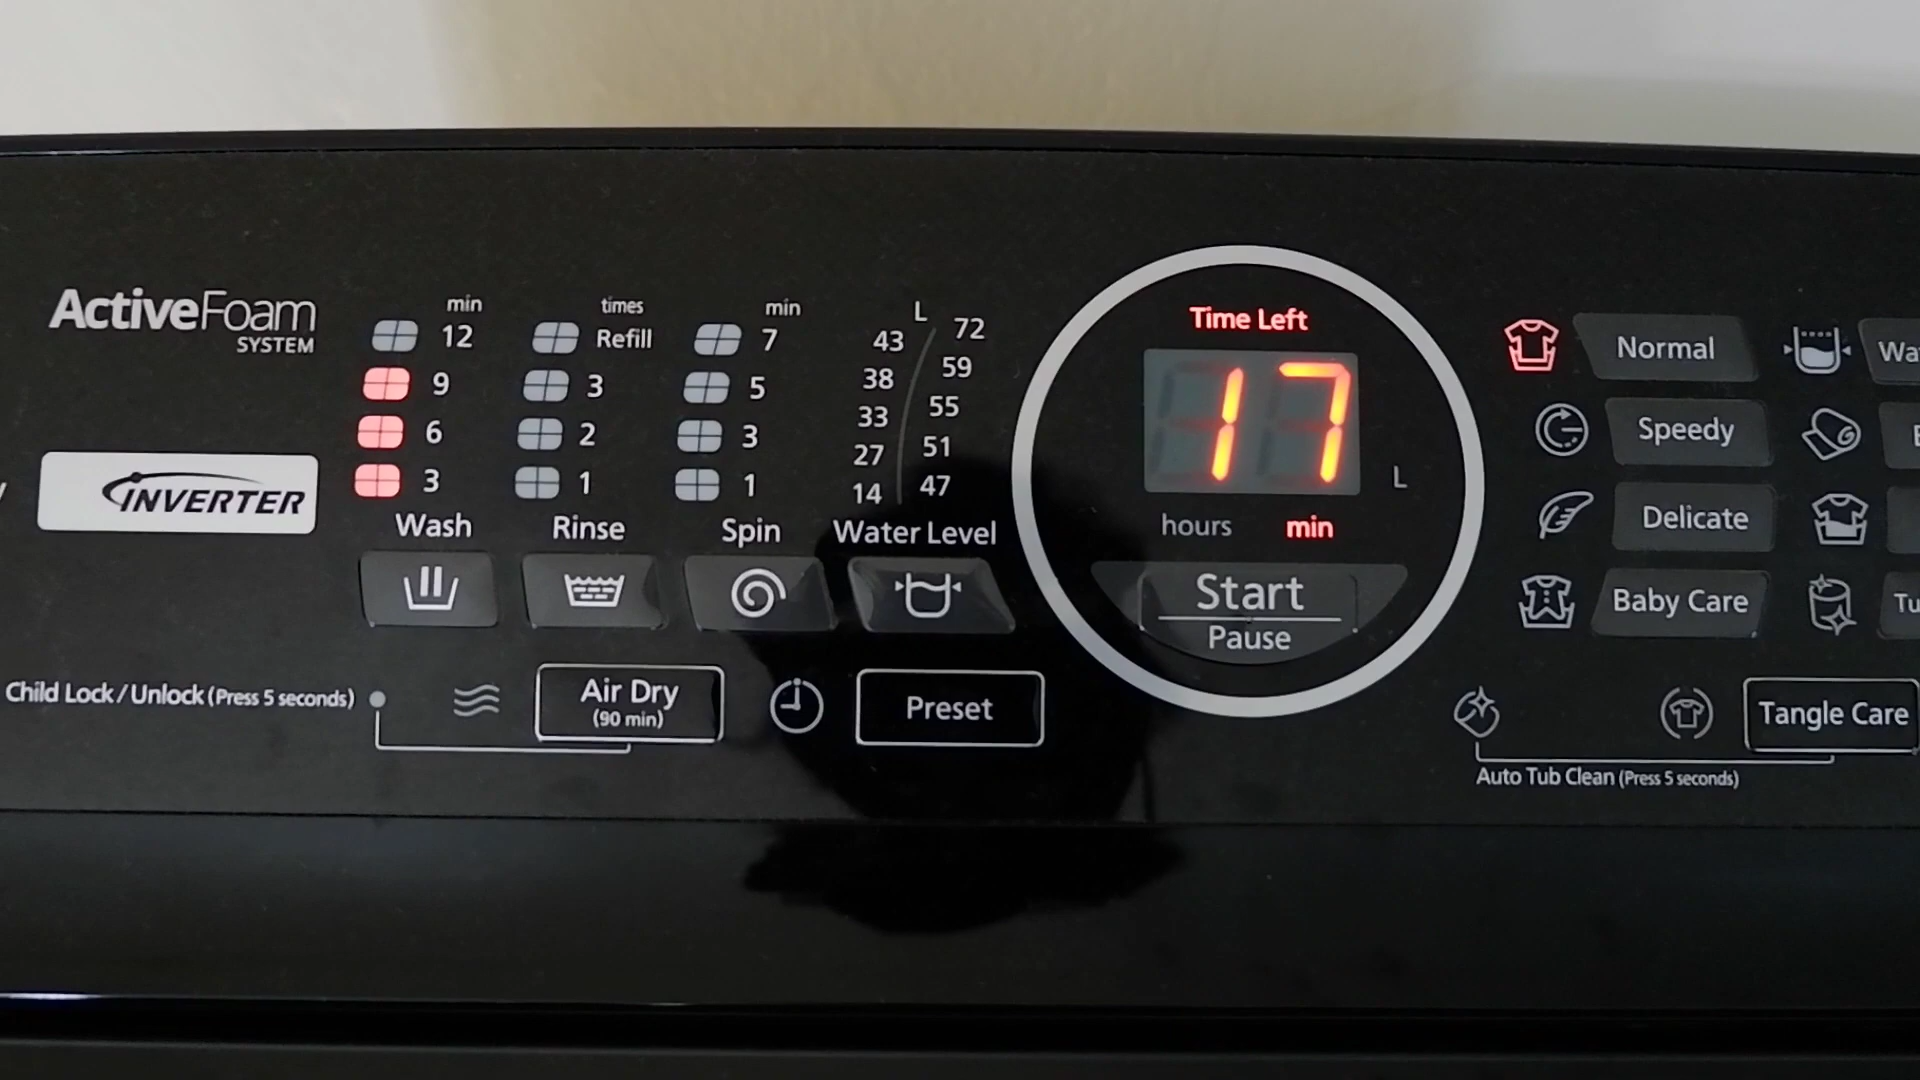 ActiveFoam
SYSTEM
INVERTER
min
12
9
6
3
Wash
times
Refill
3
2
1
Rinse
min
7
5
3
1
Spin
L
43 72
38 59
33 55
27 51
14 47
Water Level
Time Left
17
L
hours min
Start
Pause
Normal
Speedy
Delicate
Baby Care
Child Lock/Unlock (Press 5 seconds)
Air Dry
(90 min)
Preset
Tangle Care
Auto Tub Clean (Press 5 seconds)